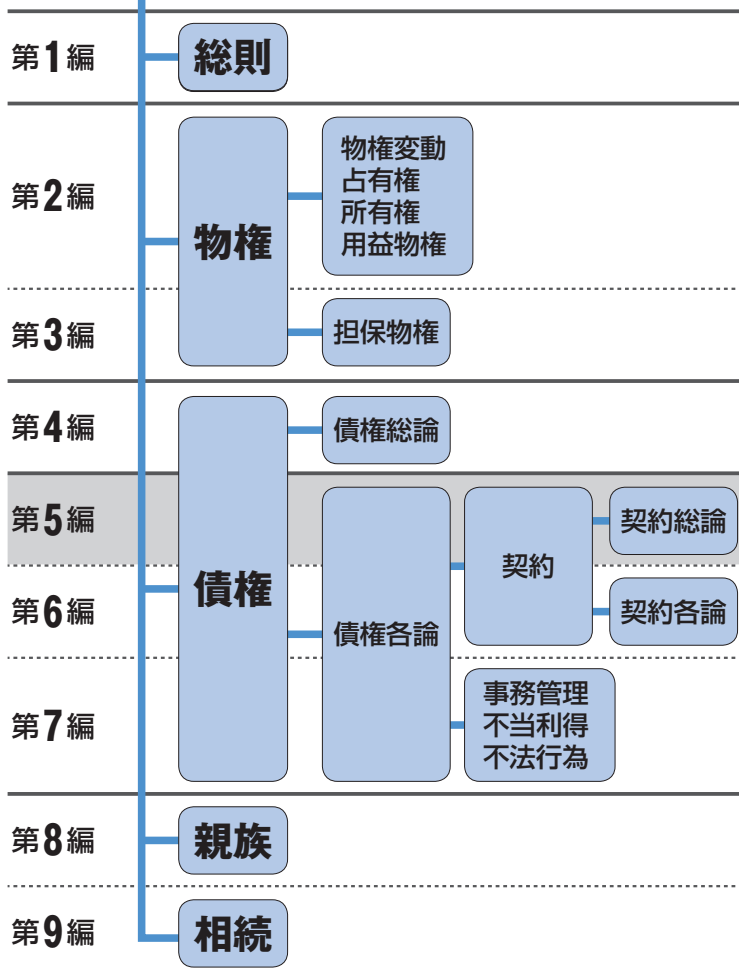 第1編
総則
第2編
物権
物権変動
占有権
所有権
用益物権
第3編
担保物権
第4編
債権総論
第5編
債権
債権各論
契約
契約総論
第6編
契約各論
第7編
事務管理
不当利得
不法行為
第8編
親族
第9編
相続